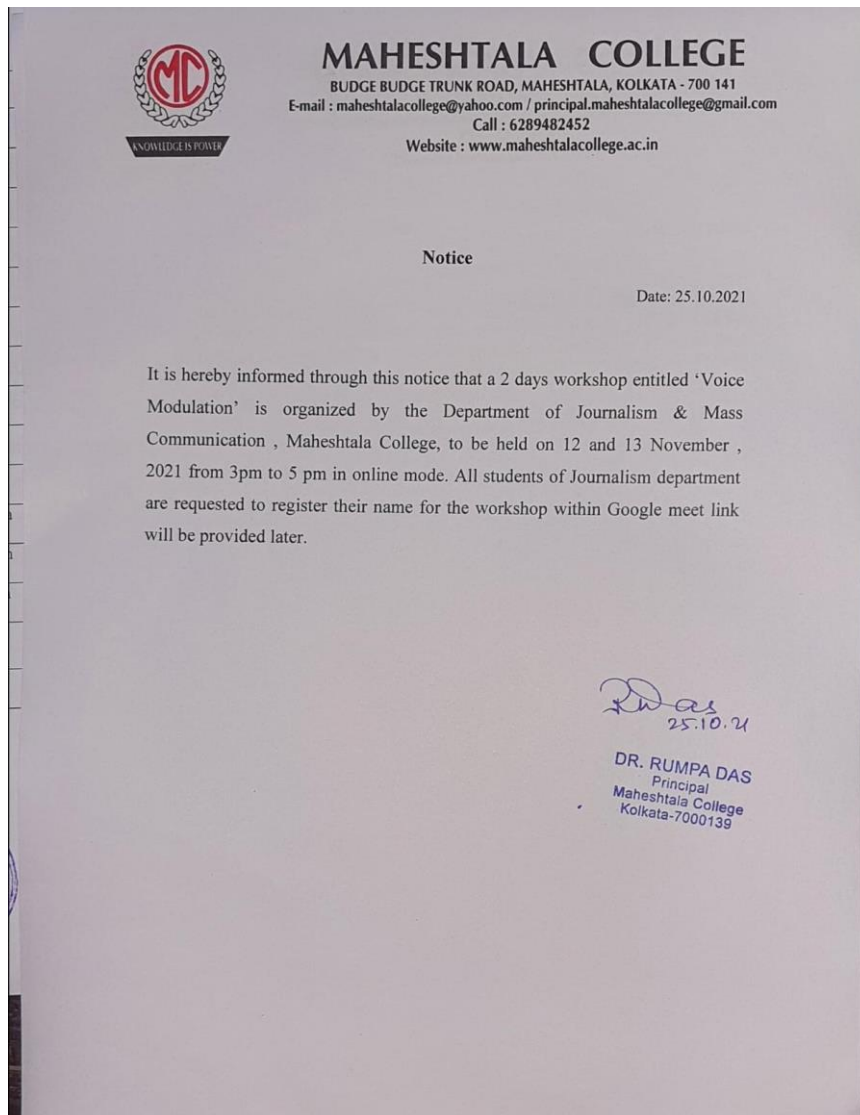 MC
KNOWLEDGE IS POWER
MAHESHTALA COLLEGE
BUDGE BUDGE TRUNK ROAD, MAHESHTALA, KOLKATA - 700 141
E-mail : maheshtalacollege@yahoo.com / principal.maheshtalacollege@gmail.com
Call : 6289482452
Website : www.maheshtalacollege.ac.in
Notice
Date: 25.10.2021
It is hereby informed through this notice that a 2 days workshop entitled ‘Voice
Modulation’ is organized by the Department of Journalism & Mass
Communication , Maheshtala College, to be held on 12 and 13 November ,
2021 from 3pm to 5 pm in online mode. All students of Journalism department
are requested to register their name for the workshop within Google meet link
will be provided later.
RDas
25.10.21
DR. RUMPA DAS
Principal
Maheshtala College
Kolkata-7000139